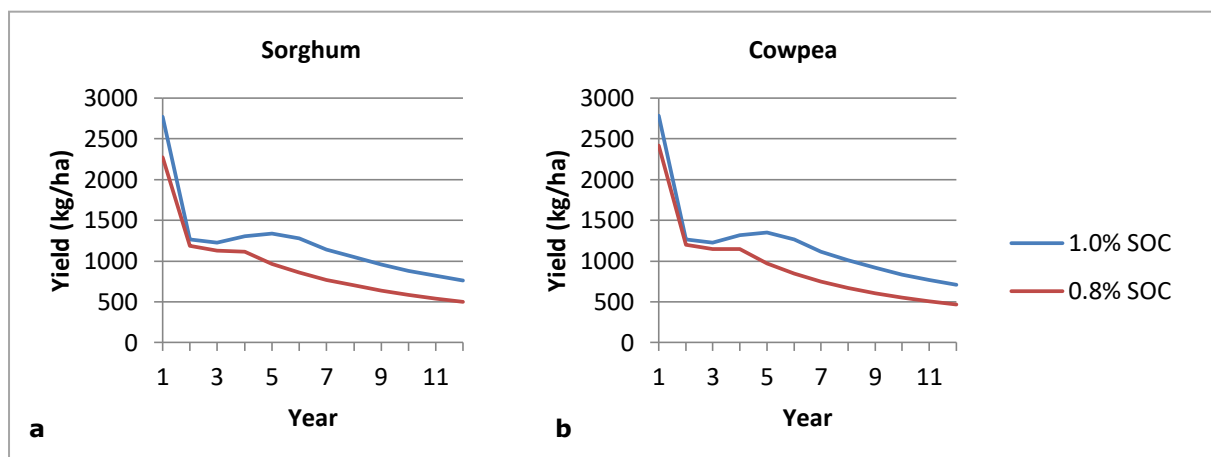 Sorghum
Yield (kg/ha)
3000
2500
2000
1500
1000
500
0
1 3 5 7 9 11
Year
a
Cowpea
Yield (kg/ha)
3000
2500
2000
1500
1000
500
0
1 3 5 7 9 11
Year
b
1.0% SOC
0.8% SOC